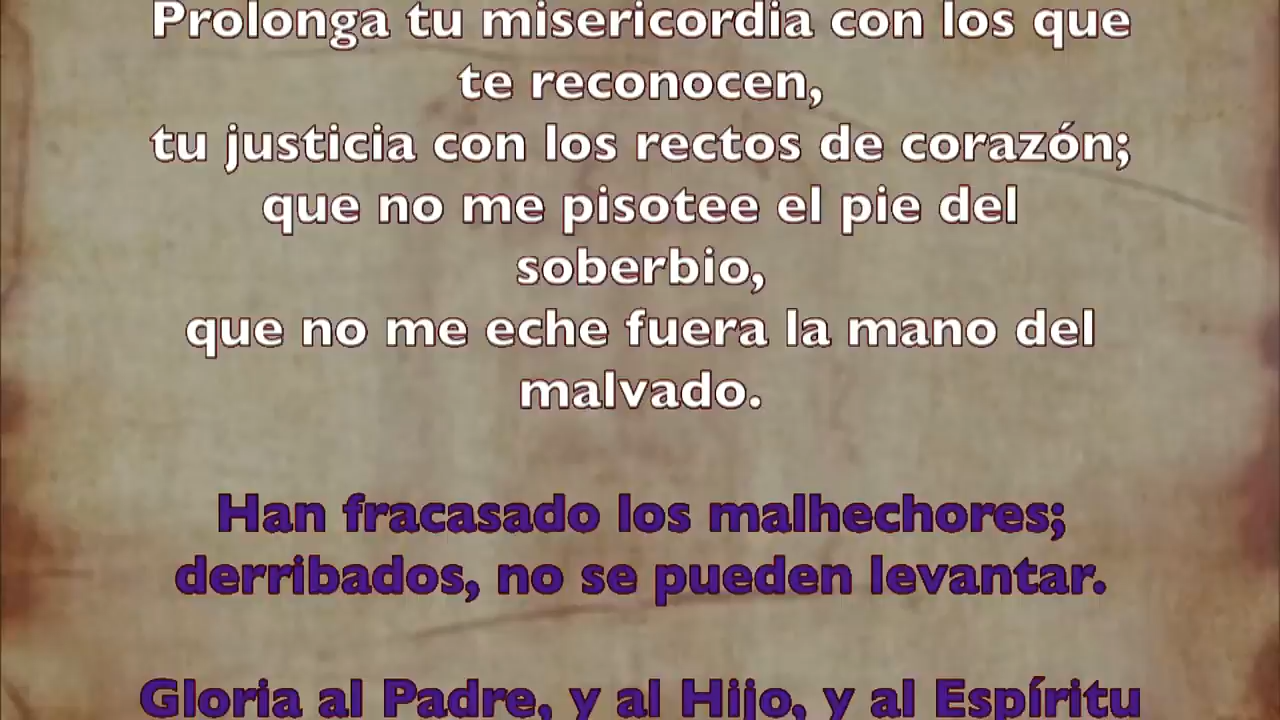 Prolonga tu misericordia con los que
te reconocen,
tu justicia con los rectos de corazón;
que no me pisotee el pie del
soberbio,
que no me eche fuera la mano del
malvado.
Han fracasado los malhechores;
derribados, no se pueden levantar.
Gloria al Padre, y al Hijo, y al Espíritu